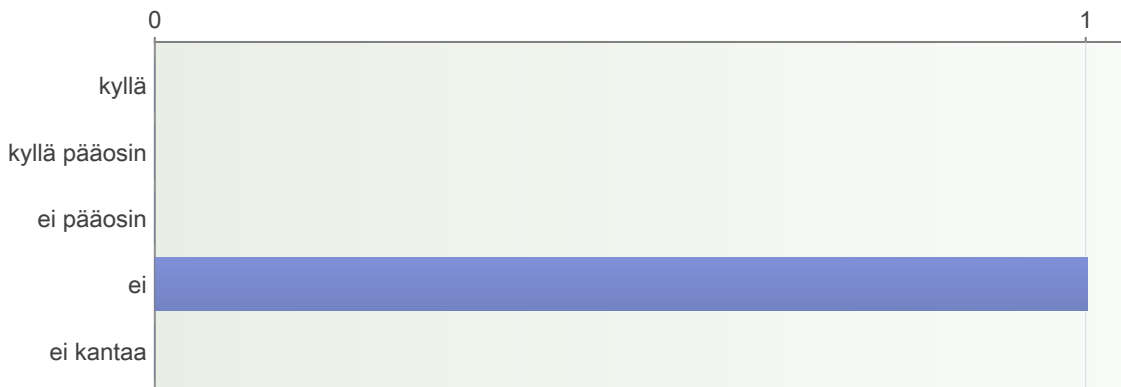 0 1
kyllä
kyllä pääosin
ei pääosin
ei
ei kantaa